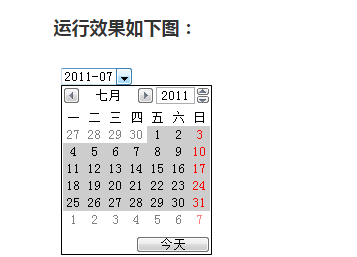 运行效果如下图：
2011-07
七月 2011
一 二 三 四 五 六 日
27 28 29 30 1 2 3
4 5 6 7 8 9 10
11 12 13 14 15 16 17
18 19 20 21 22 23 24
25 26 27 28 29 30 31
1 2 3 4 5 6 7
今天